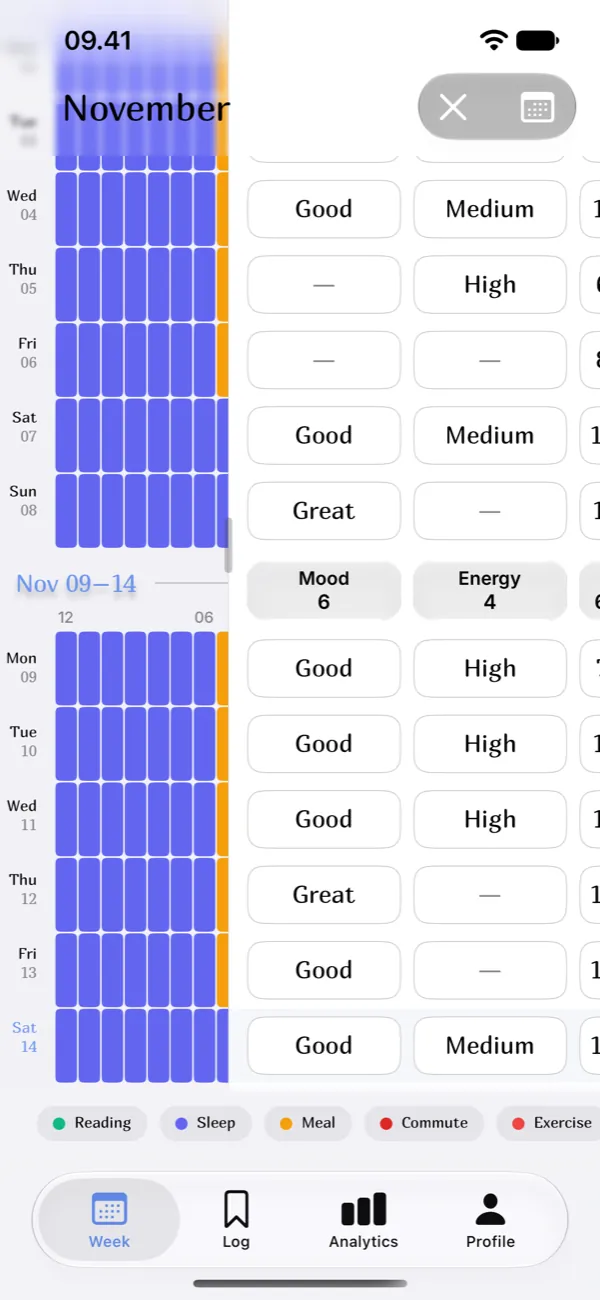 09.41
November
Wed
04
Good
Medium
Thu
05
—
High
Fri
06
—
—
Sat
07
Good
Medium
Sun
08
Great
—
Nov 09—14
Mood
6
Energy
4
12
06
Mon
09
Good
High
Tue
10
Good
High
Wed
11
Good
High
Thu
12
Great
—
Fri
13
Good
—
Sat
14
Good
Medium
Reading
Sleep
Meal
Commute
Exercise
Week
Log
Analytics
Profile